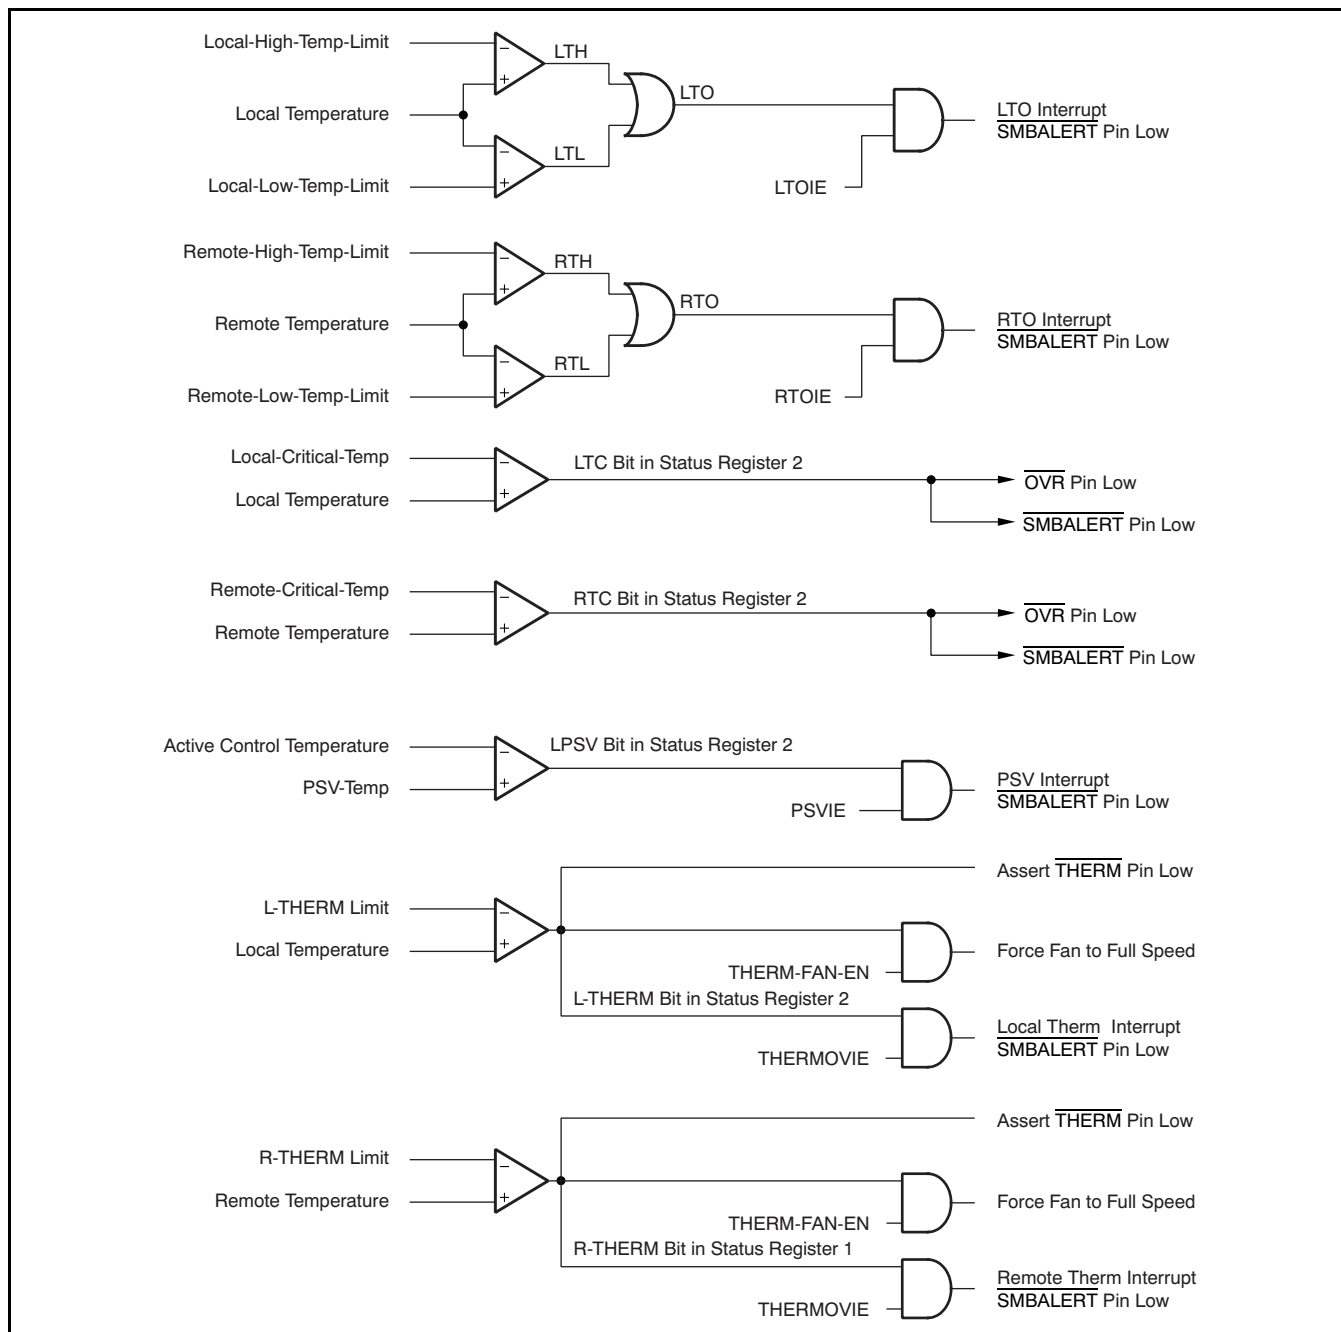 Local-High-Temp-Limit
LTH
Local Temperature
LTO
LTL
Local-Low-Temp-Limit
LTOIE
LTO Interrupt
SMBALERT Pin Low
Remote-High-Temp-Limit
RTH
Remote Temperature
RTO
RTL
Remote-Low-Temp-Limit
RTOIE
RTO Interrupt
SMBALERT Pin Low
Local-Critical-Temp
Local Temperature
LTC Bit in Status Register 2
OVR Pin Low
SMBALERT Pin Low
Remote-Critical-Temp
Remote Temperature
RTC Bit in Status Register 2
OVR Pin Low
SMBALERT Pin Low
Active Control Temperature
PSV-Temp
LPSV Bit in Status Register 2
PSVIE
PSV Interrupt
SMBALERT Pin Low
L-THERM Limit
Local Temperature
Assert THERM Pin Low
THERM-FAN-EN
Force Fan to Full Speed
L-THERM Bit in Status Register 2
THERMOVIE
Local Therm Interrupt
SMBALERT Pin Low
R-THERM Limit
Remote Temperature
Assert THERM Pin Low
THERM-FAN-EN
Force Fan to Full Speed
R-THERM Bit in Status Register 1
THERMOVIE
Remote Therm Interrupt
SMBALERT Pin Low